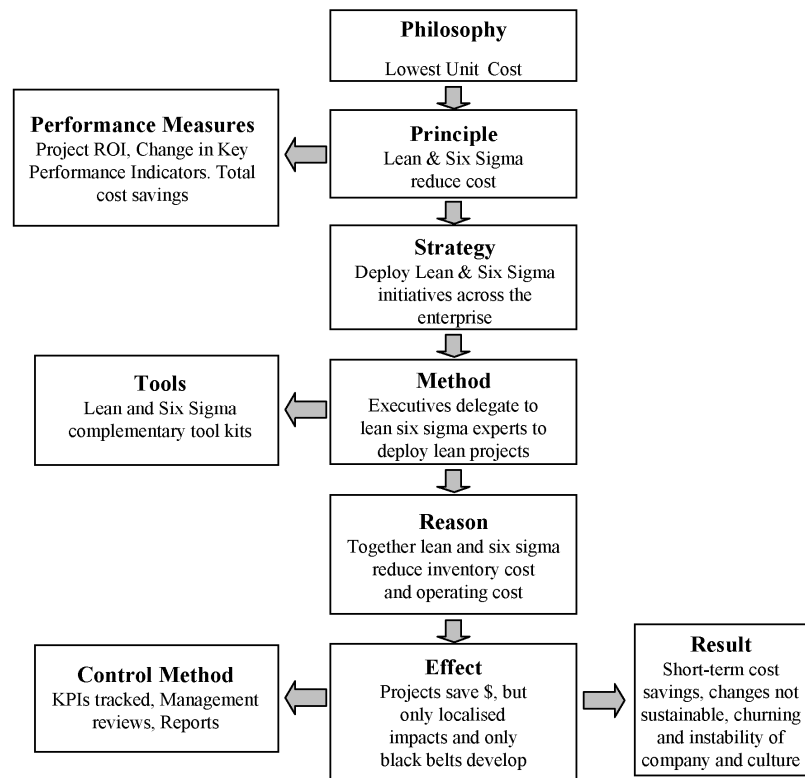 Philosophy
Lowest Unit Cost
Performance Measures
Project ROI, Change in Key
Performance Indicators. Total
cost savings
Principle
Lean & Six Sigma
reduce cost
Strategy
Deploy Lean & Six Sigma
initiatives across the
enterprise
Tools
Lean and Six Sigma
complementary tool kits
Method
Executives delegate to
lean six sigma experts to
deploy lean projects
Reason
Together lean and six sigma
reduce inventory cost
and operating cost
Control Method
KPIs tracked, Management
reviews, Reports
Effect
Projects save $, but
only localised
impacts and only
black belts develop
Result
Short-term cost
savings, changes not
sustainable, churning
and instability of
company and culture